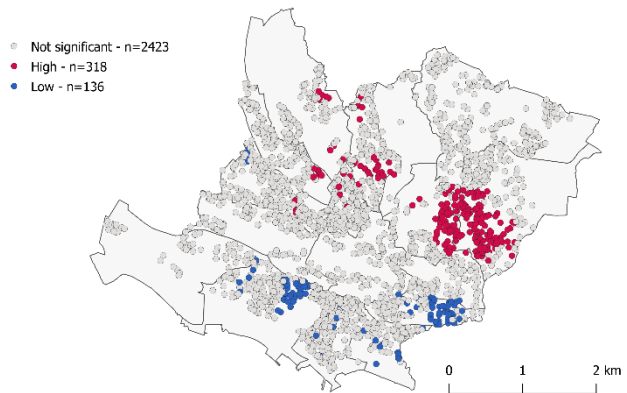 Not significant - n=2423
High - n=318
Low - n=136
0 1 2 km